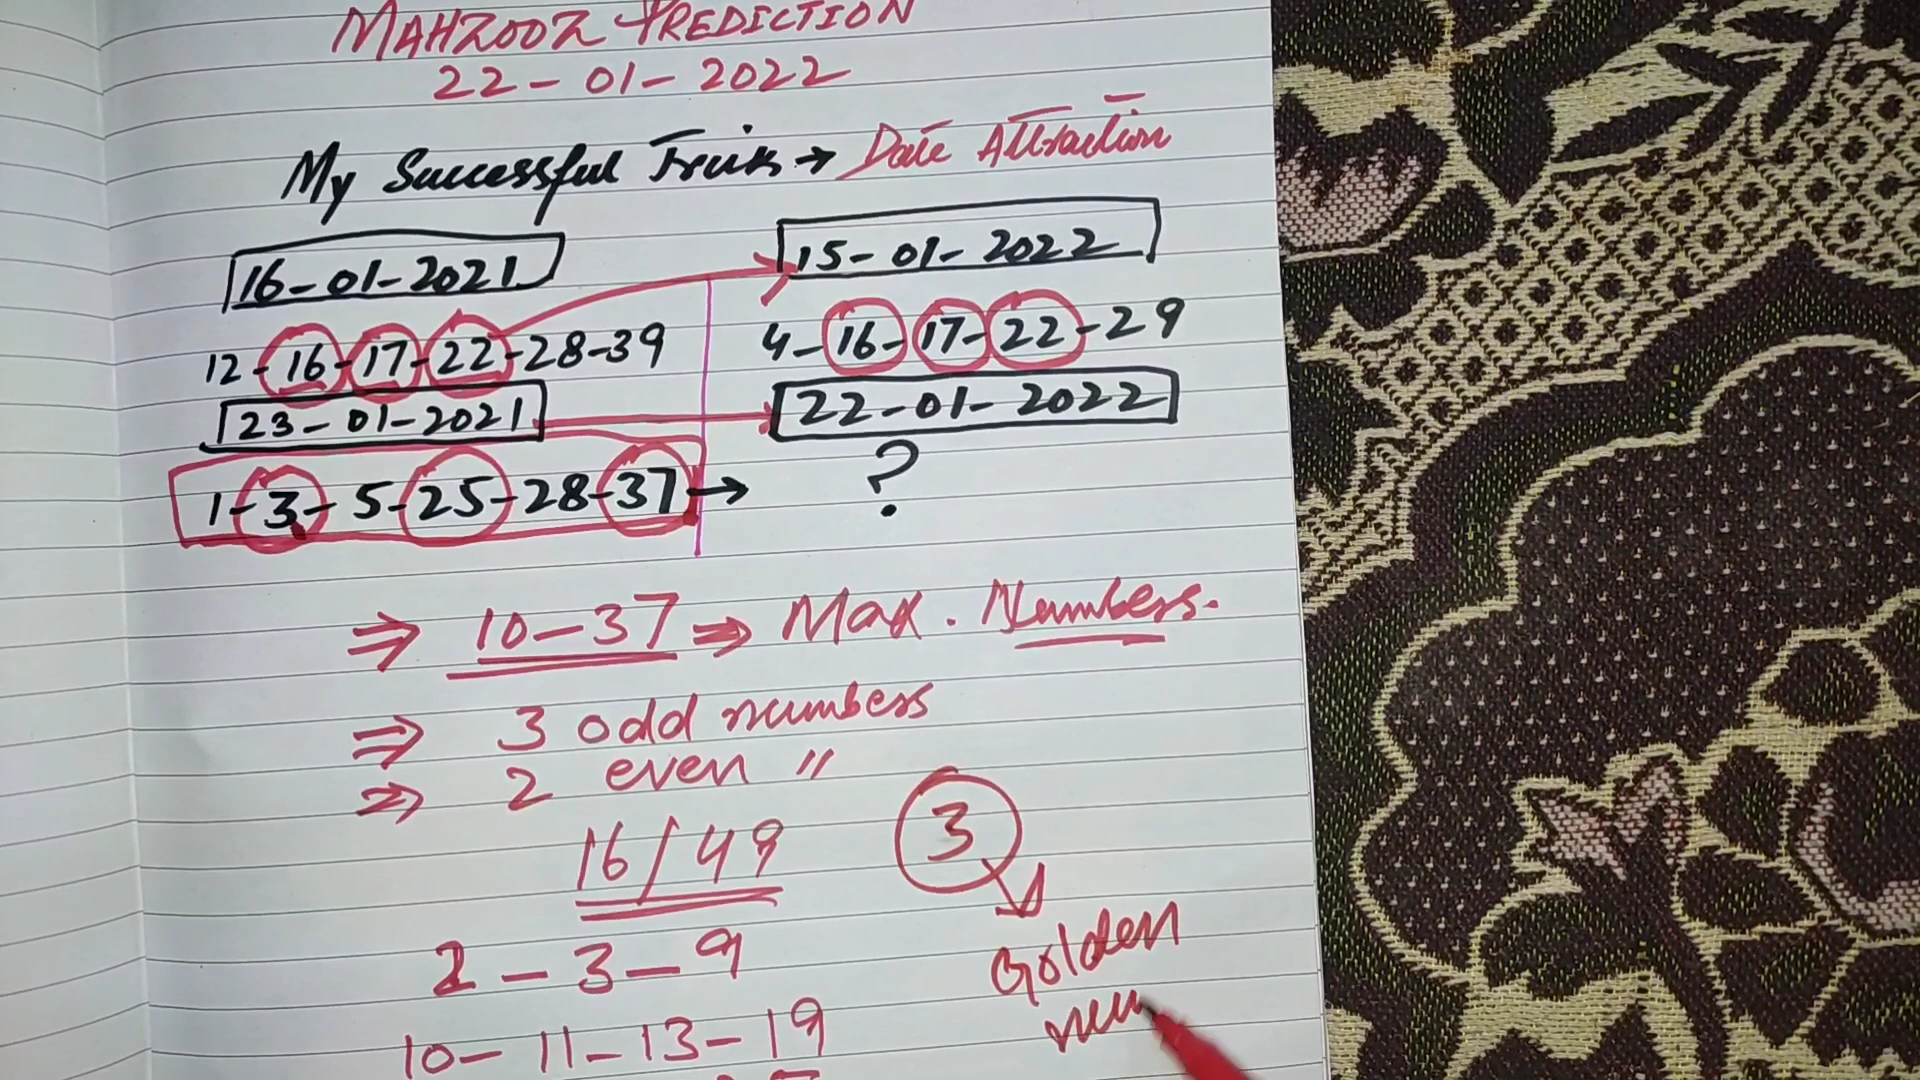 MAHZOOZ PREDICTION
22-01-2022
My Successful Trick → Date Attraction
16-01-2021
15-01-2022
12-16-17-22-28-39
4-16-17-22-29
23-01-2021
22-01-2022
1-3-5-25-28-37 →
?
⇒ 10-37 ⇒ Max. Numbers.
⇒ 3 odd numbers
⇒ 2 even "
16/49
3
2-3-9
Golden
num
10-11-13-19